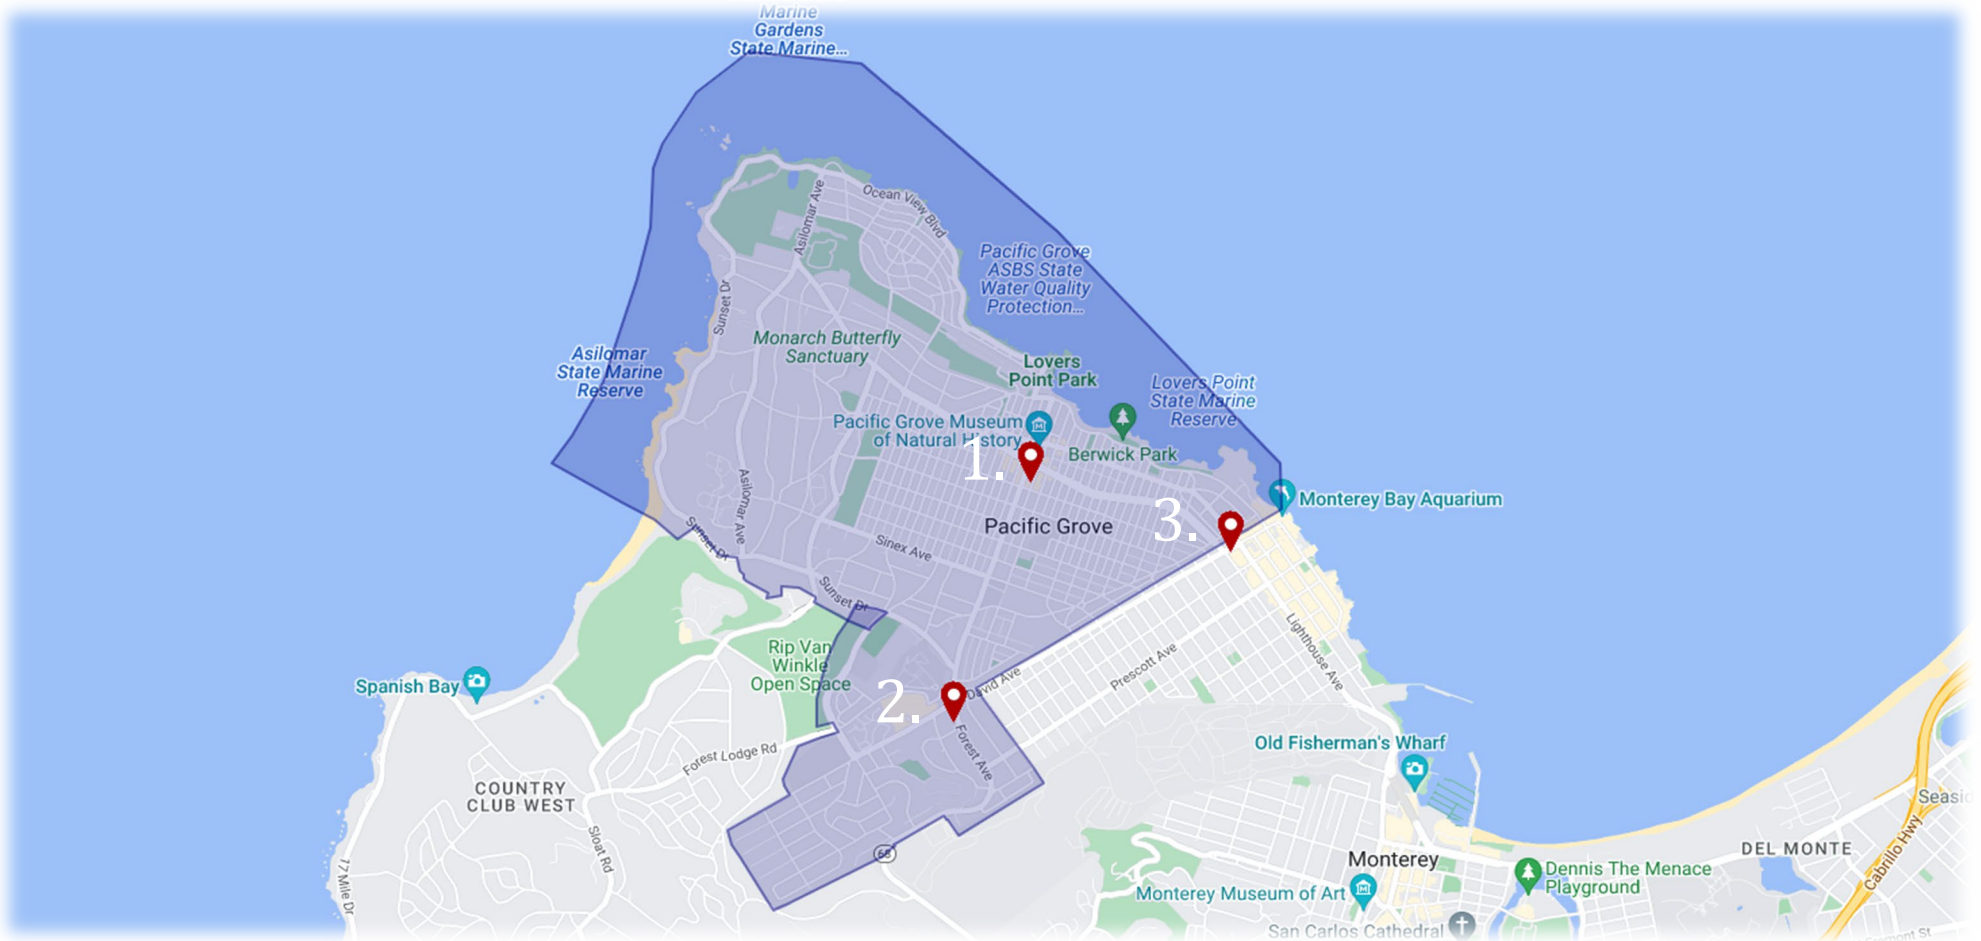 Marine
Gardens
State Marine...
Ocean View Blvd
Asilomar Ave
Pacific Grove
ASBS State
Water Quality
Protection...
Sunset Dr
Monarch Butterfly
Sanctuary
Asilomar
State Marine
Reserve
Lovers
Point Park
Lovers Point
State Marine
Reserve
Pacific Grove Museum
of Natural History
1.
Berwick Park
Monterey Bay Aquarium
Asilomar Ave
3.
Pacific Grove
Sunset Dr
Sinex Ave
Sunset Dr
Lighthouse Ave
Rip Van
Winkle
Open Space
Prescott Ave
David Ave
Spanish Bay
2.
Forest Ave
Old Fisherman's Wharf
Forest Lodge Rd
COUNTRY
CLUB WEST
Sloat Rd
68
17 Mile Dr
DEL MONTE
Cabrillo Hwy
Monterey
Dennis The Menace
Playground
Monterey Museum of Art
San Carlos Cathedral